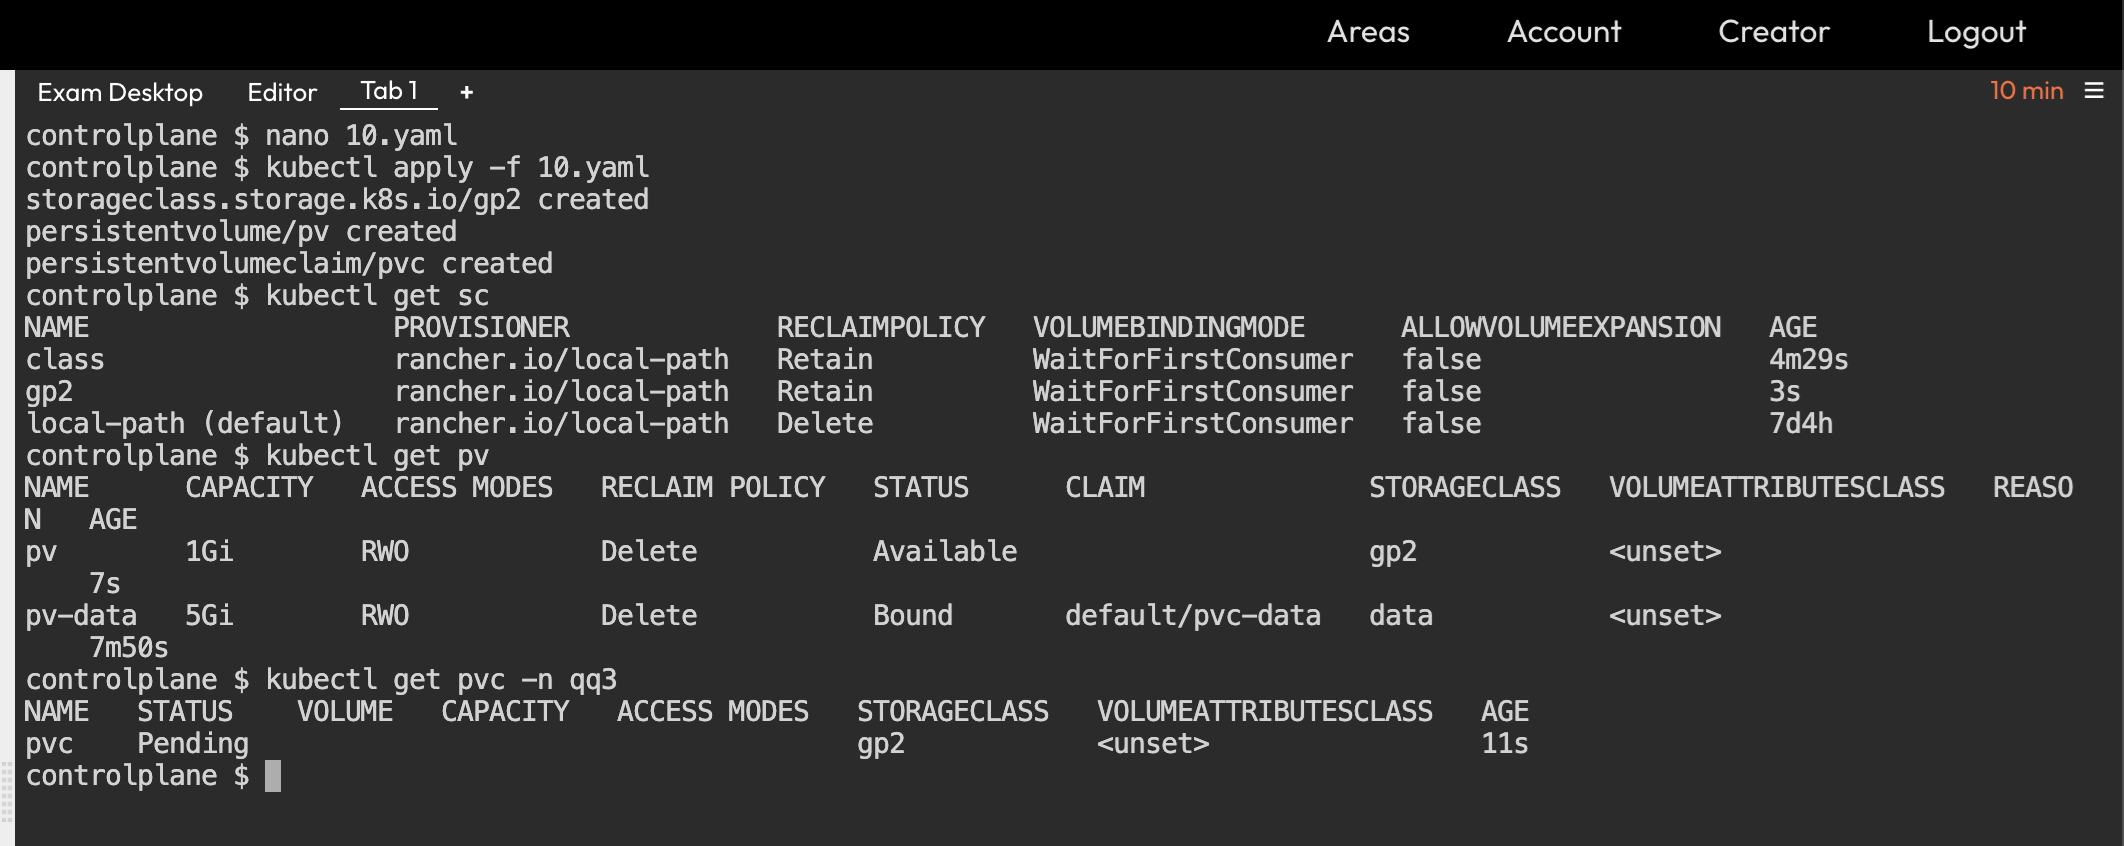 Areas Account Creator Logout
Exam Desktop Editor Tab 1 + 10 min
controlplane $ nano 10.yaml
controlplane $ kubectl apply -f 10.yaml
storageclass.storage.k8s.io/gp2 created
persistentvolume/pv created
persistentvolumeclaim/pvc created
controlplane $ kubectl get sc
NAME PROVISIONER RECLAIMPOLICY VOLUMEBINDINGMODE ALLOWVOLUMEEXPANSION AGE
class rancher.io/local-path Retain WaitForFirstConsumer false 4m29s
gp2 rancher.io/local-path Retain WaitForFirstConsumer false 3s
local-path (default) rancher.io/local-path Delete WaitForFirstConsumer false 7d4h
controlplane $ kubectl get pv
NAME CAPACITY ACCESS MODES RECLAIM POLICY STATUS CLAIM STORAGECLASS VOLUMEATTRIBUTESCLASS REASO
N AGE
pv 1Gi RWO Delete Available gp2 <unset>
7s
pv-data 5Gi RWO Delete Bound default/pvc-data data <unset>
7m50s
controlplane $ kubectl get pvc -n qq3
NAME STATUS VOLUME CAPACITY ACCESS MODES STORAGECLASS VOLUMEATTRIBUTESCLASS AGE
pvc Pending gp2 <unset> 11s
controlplane $